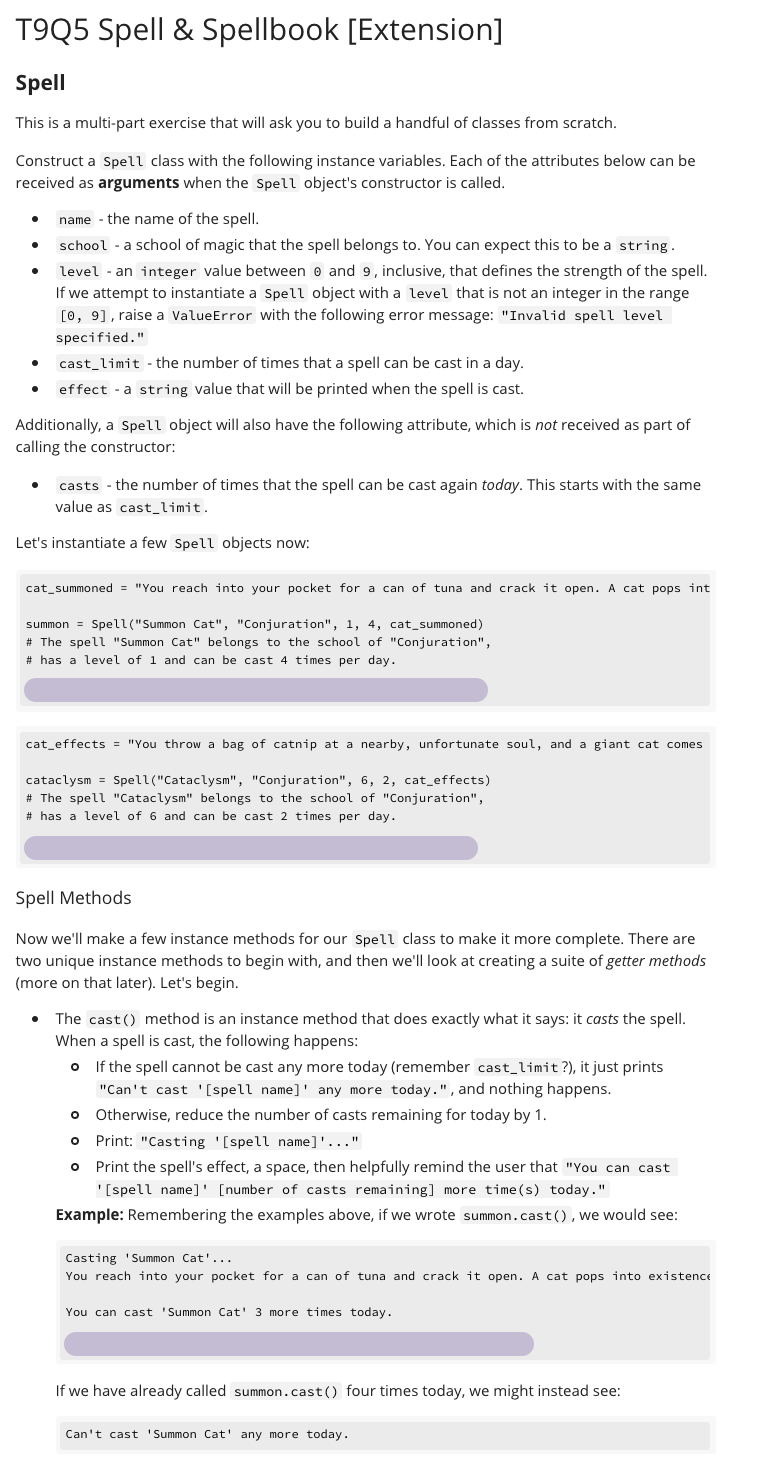 T9Q5 Spell & Spellbook [Extension]
Spell
This is a multi-part exercise that will ask you to build a handful of classes from scratch.
Construct a Spell class with the following instance variables. Each of the attributes below can be
received as arguments when the Spell object's constructor is called.
• name - the name of the spell.
• school - a school of magic that the spell belongs to. You can expect this to be a string.
• level - an integer value between 0 and 9, inclusive, that defines the strength of the spell.
If we attempt to instantiate a Spell object with a level that is not an integer in the range
[0, 9], raise a ValueError with the following error message: "Invalid spell level
specified."
• cast_limit - the number of times that a spell can be cast in a day.
• effect - a string value that will be printed when the spell is cast.
Additionally, a Spell object will also have the following attribute, which is not received as part of
calling the constructor:
• casts - the number of times that the spell can be cast again today. This starts with the same
value as cast_limit.
Let's instantiate a few Spell objects now:
cat_summoned = "You reach into your pocket for a can of tuna and crack it open. A cat pops int
summon = Spell("Summon Cat", "Conjuration", 1, 4, cat_summoned)
# The spell "Summon Cat" belongs to the school of "Conjuration",
# has a level of 1 and can be cast 4 times per day.
cat_effects = "You throw a bag of catnip at a nearby, unfortunate soul, and a giant cat comes
cataclysm = Spell("Cataclysm", "Conjuration", 6, 2, cat_effects)
# The spell "Cataclysm" belongs to the school of "Conjuration",
# has a level of 6 and can be cast 2 times per day.
Spell Methods
Now we'll make a few instance methods for our Spell class to make it more complete. There are
two unique instance methods to begin with, and then we'll look at creating a suite of getter methods
(more on that later). Let's begin.
• The cast() method is an instance method that does exactly what it says: it casts the spell.
When a spell is cast, the following happens:
o If the spell cannot be cast any more today (remember cast_limit?), it just prints
"Can't cast '[spell name]' any more today.", and nothing happens.
o Otherwise, reduce the number of casts remaining for today by 1.
o Print: "Casting '[spell name]'..."
o Print the spell's effect, a space, then helpfully remind the user that "You can cast
'[spell name]' [number of casts remaining] more time(s) today."
Example: Remembering the examples above, if we wrote summon.cast(), we would see:
Casting 'Summon Cat'...
You reach into your pocket for a can of tuna and crack it open. A cat pops into existence
You can cast 'Summon Cat' 3 more times today.
If we have already called summon.cast() four times today, we might instead see:
Can't cast 'Summon Cat' any more today.